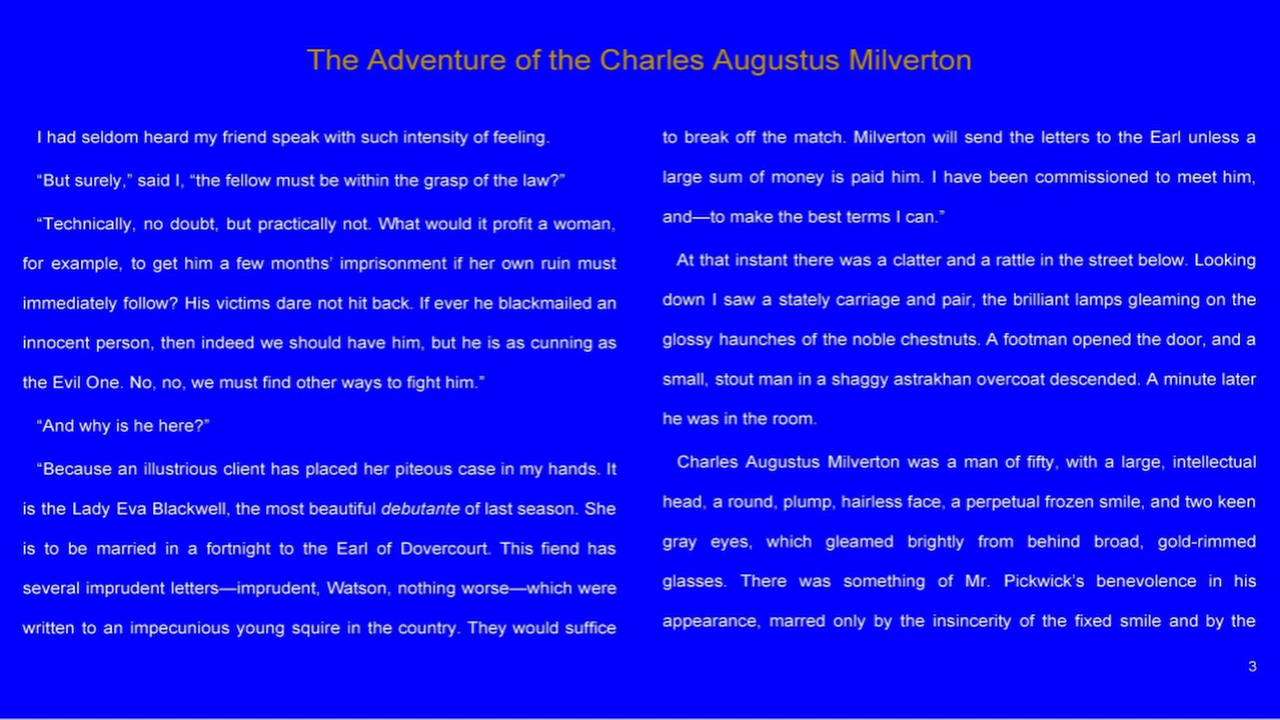 The Adventure of the Charles Augustus Milverton
I had seldom heard my friend speak with such intensity of feeling.
“But surely,” said I, “the fellow must be within the grasp of the law?”
“Technically, no doubt, but practically not. What would it profit a woman,
for example, to get him a few months’ imprisonment if her own ruin must
immediately follow? His victims dare not hit back. If ever he blackmailed an
innocent person, then indeed we should have him, but he is as cunning as
the Evil One. No, no, we must find other ways to fight him.”
“And why is he here?”
“Because an illustrious client has placed her piteous case in my hands. It
is the Lady Eva Blackwell, the most beautiful debutante of last season. She
is to be married in a fortnight to the Earl of Dovercourt. This fiend has
several imprudent letters—imprudent, Watson, nothing worse—which were
written to an impecunious young squire in the country. They would suffice
to break off the match. Milverton will send the letters to the Earl unless a
large sum of money is paid him. I have been commissioned to meet him,
and—to make the best terms I can.”
At that instant there was a clatter and a rattle in the street below. Looking
down I saw a stately carriage and pair, the brilliant lamps gleaming on the
glossy haunches of the noble chestnuts. A footman opened the door, and a
small, stout man in a shaggy astrakhan overcoat descended. A minute later
he was in the room.
Charles Augustus Milverton was a man of fifty, with a large, intellectual
head, a round, plump, hairless face, a perpetual frozen smile, and two keen
gray eyes, which gleamed brightly from behind broad, gold-rimmed
glasses. There was something of Mr. Pickwick’s benevolence in his
appearance, marred only by the insincerity of the fixed smile and by the
3